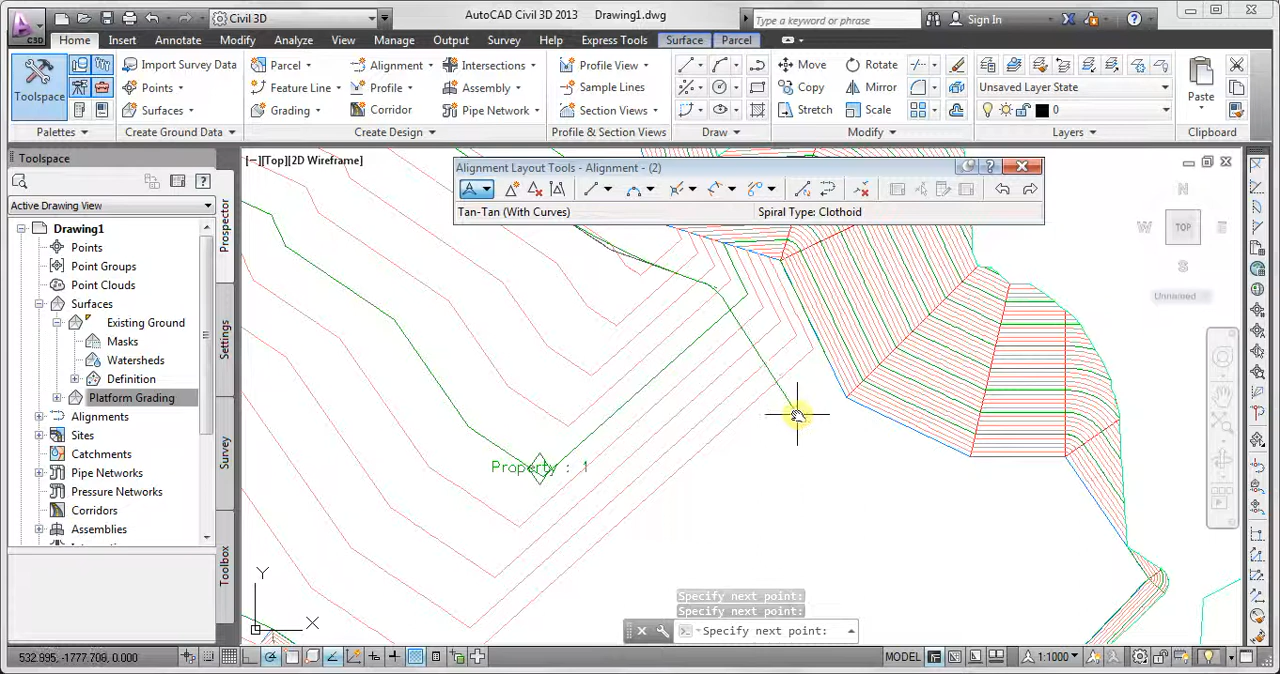 Civil 3D
AutoCAD Civil 3D 2013 Drawing1.dwg
Type a keyword or phrase
Sign In
C3D
Home Insert Annotate Modify Analyze View Manage Output Survey Help Express Tools Surface Parcel
Toolspace
Import Survey Data
Points
Surfaces
Parcel
Feature Line
Grading
Alignment
Profile
Corridor
Intersections
Assembly
Pipe Network
Profile View
Sample Lines
Section Views
Move
Copy
Stretch
Rotate
Mirror
Scale
Unsaved Layer State
0
Paste
Palettes
Create Ground Data
Create Design
Profile & Section Views
Draw
Modify
Layers
Clipboard
Toolspace
Active Drawing View
Drawing1
Points
Point Groups
Point Clouds
Surfaces
Existing Ground
Masks
Watersheds
Definition
Platform Grading
Alignments
Sites
Catchments
Pipe Networks
Pressure Networks
Corridors
Assemblies
Prospector
Settings
Survey
Toolbox
[−][Top][2D Wireframe]
Alignment Layout Tools - Alignment - (2)
Tan-Tan (With Curves)
Spiral Type: Clothoid
N
W TOP E
S
Unnamed
Property : 1
Y
X
Specify next point:
Specify next point:
Specify next point:
532.995, -1777.708, 0.000
MODEL
1:1000